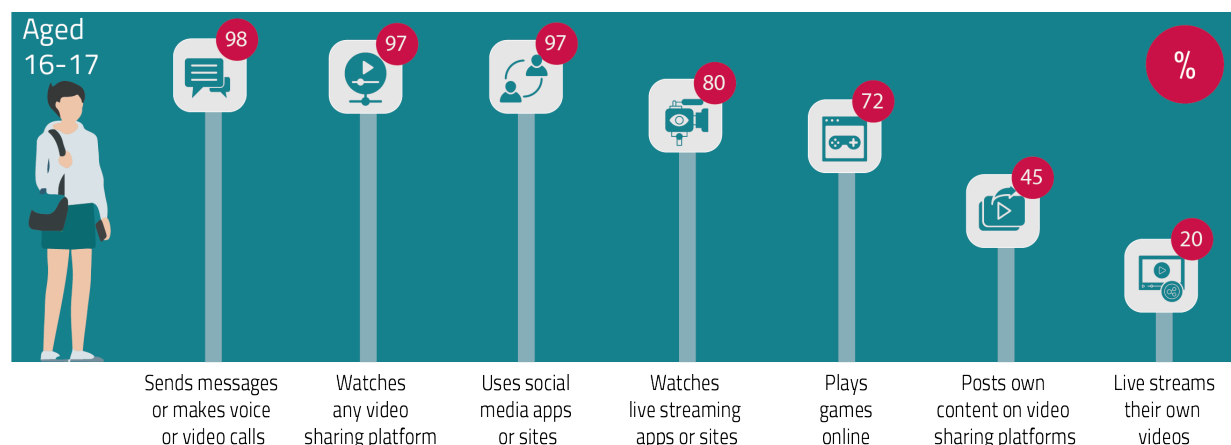 Aged
16-17
98
97
97
80
72
45
20
%
Sends messages
or makes voice
or video calls
Watches
any video
sharing platform
Uses social
media apps
or sites
Watches
live streaming
apps or sites
Plays
games
online
Posts own
content on video
sharing platforms
Live streams
their own
videos